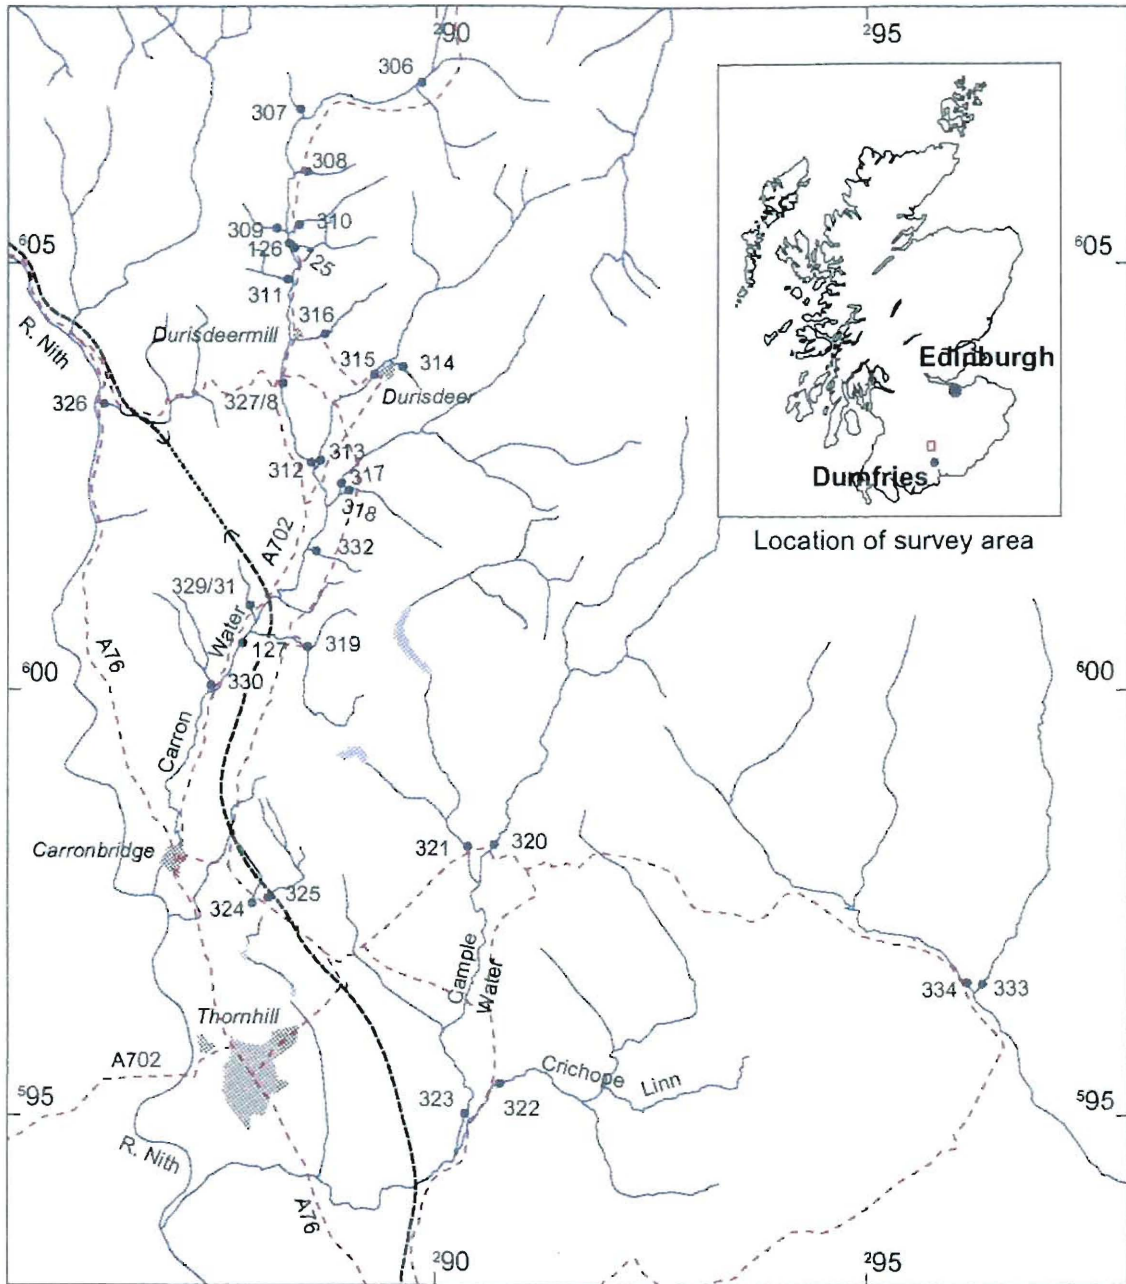 ²90
²95
306
307
308
310
309
126
25
311
⁶05
⁶05
316
Durisdeermill
R. Nith
315
314
Durisdeer
326
327/8
313
312
317
318
A702
332
329/31
Water
127
319
A76
⁶00
⁶00
330
Carron
Carronbridge
321
320
325
324
Cample
Water
334
333
Thornhill
A702
Crichope
Linn
⁵95
⁵95
323
322
R. Nith
A76
²90
²95
Edinburgh
Dumfries
Location of survey area